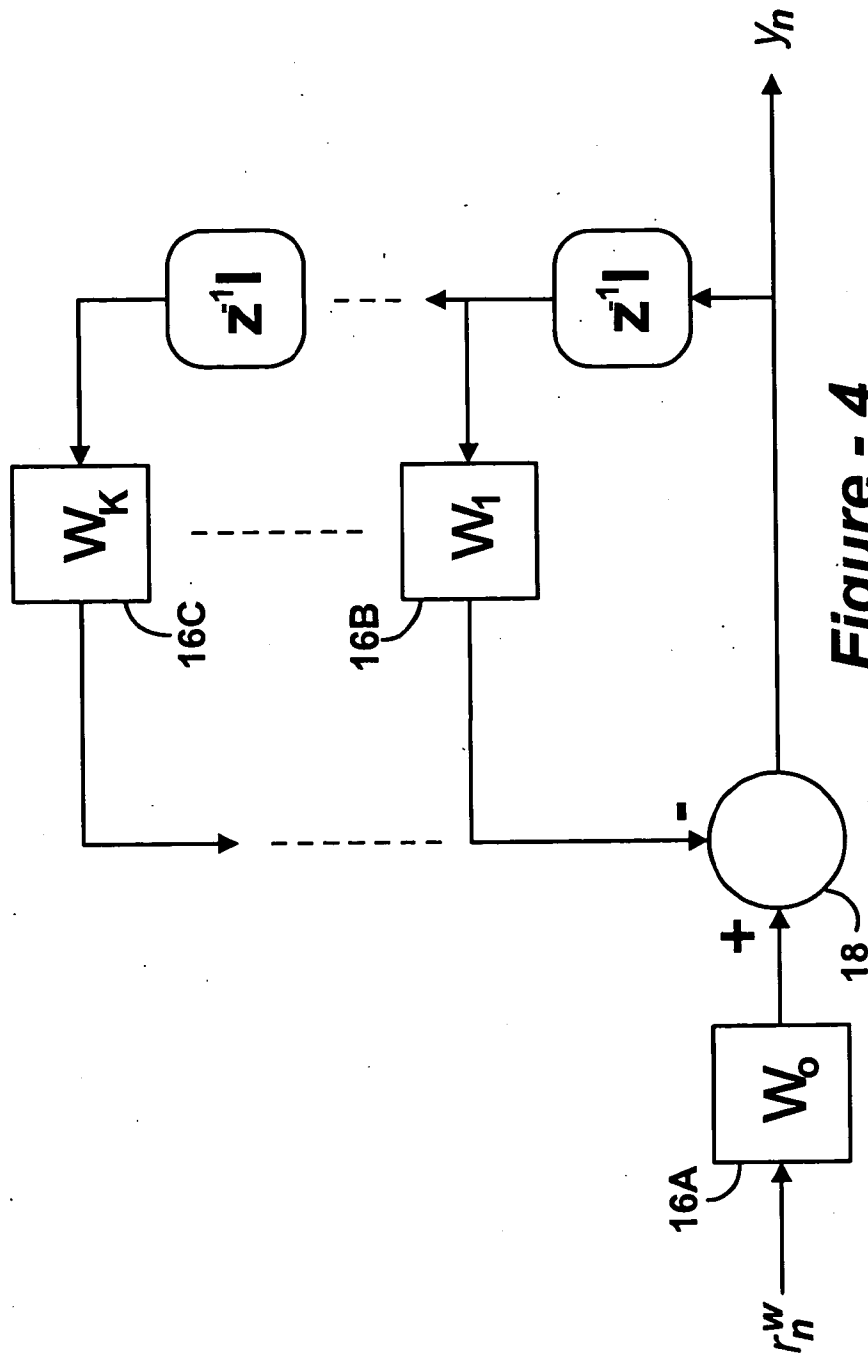 W_K
z^-1 I
16C
W_1
z^-1 I
16B
-
+
18
W_o
16A
r_n^w
y_n
Figure - 4